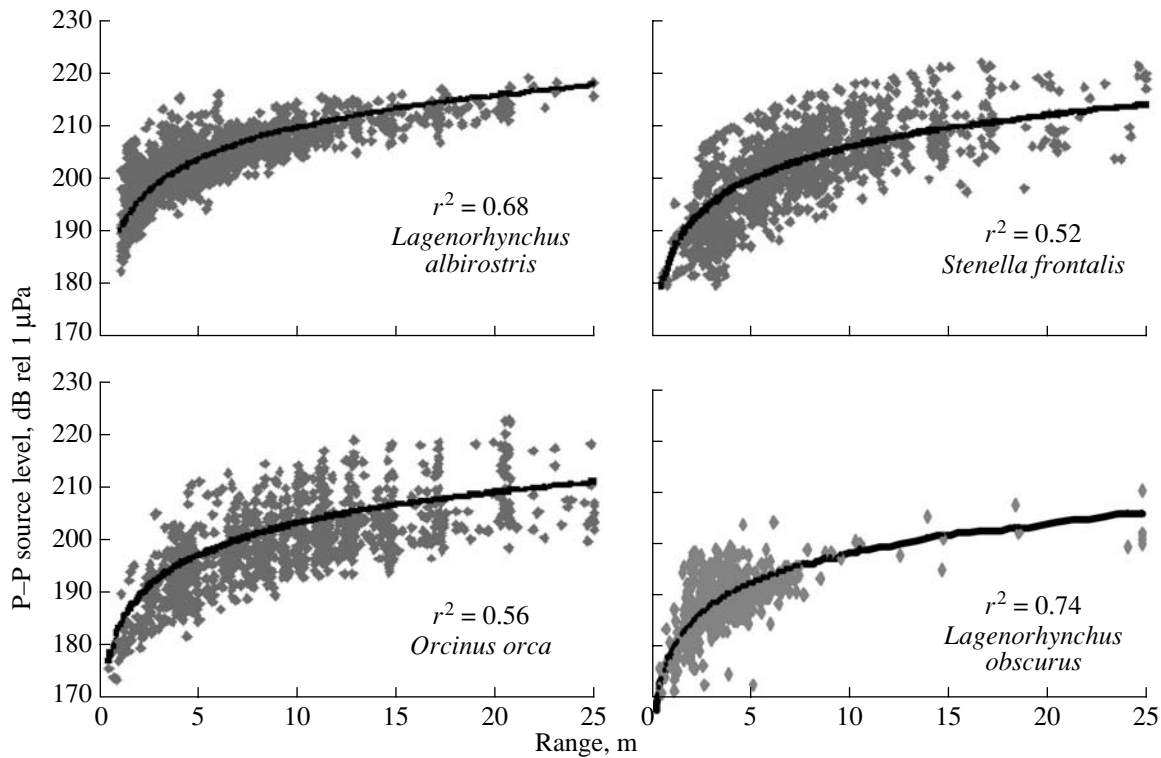 P–P source level, dB rel 1 μPa
230
220
210
200
190
180
170
r² = 0.68
Lagenorhynchus
albirostris
r² = 0.52
Stenella frontalis
230
220
210
200
190
180
170
0 5 10 15 20 25
r² = 0.56
Orcinus orca
r² = 0.74
Lagenorhynchus
obscurus
0 5 10 15 20 25
Range, m